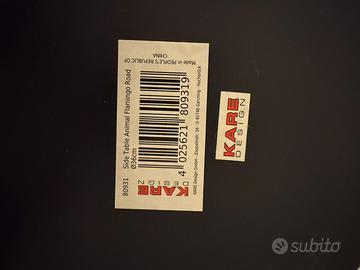 80931
Side Table Animal Flamingo Road
Ø36cm
KARE
DESIGN
4 025621 809319
KARE Design GmbH - Zeppelinstr. 16 - D 85748 Garching - Hochbrück
Made in PEOPLE'S REPUBLIC OF
CHINA
KARE
DESIGN
subito